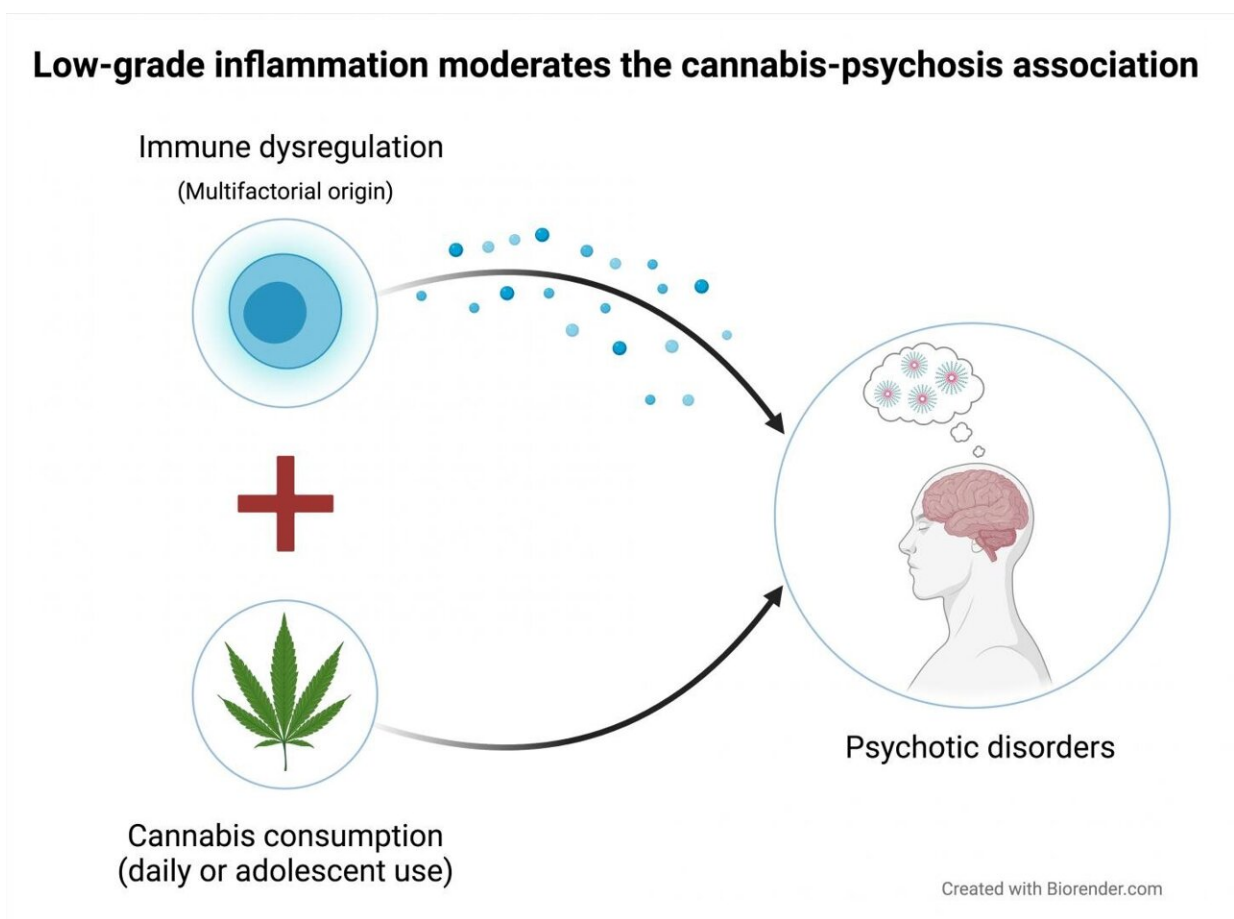 Low-grade inflammation moderates the cannabis-psychosis association
Immune dysregulation
(Multifactorial origin)
Psychotic disorders
Cannabis consumption
(daily or adolescent use)
Created with Biorender.com